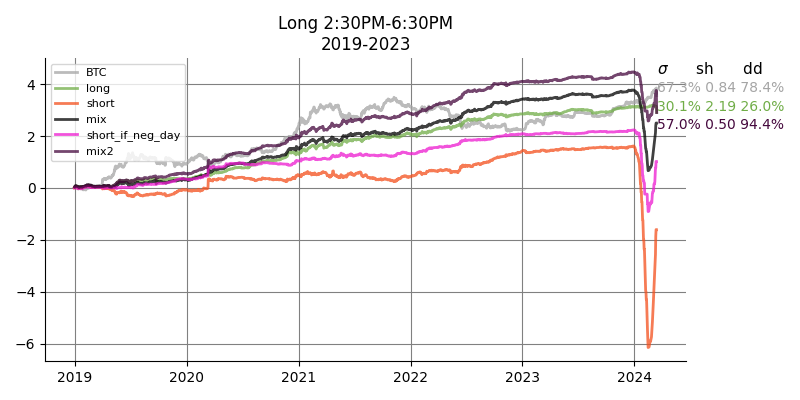 Long 2:30PM-6:30PM
2019-2023
σ sh dd
67.3% 0.84 78.4%
30.1% 2.19 26.0%
57.0% 0.50 94.4%
BTC
long
short
mix
short_if_neg_day
mix2
4
2
0
−2
−4
−6
2019 2020 2021 2022 2023 2024